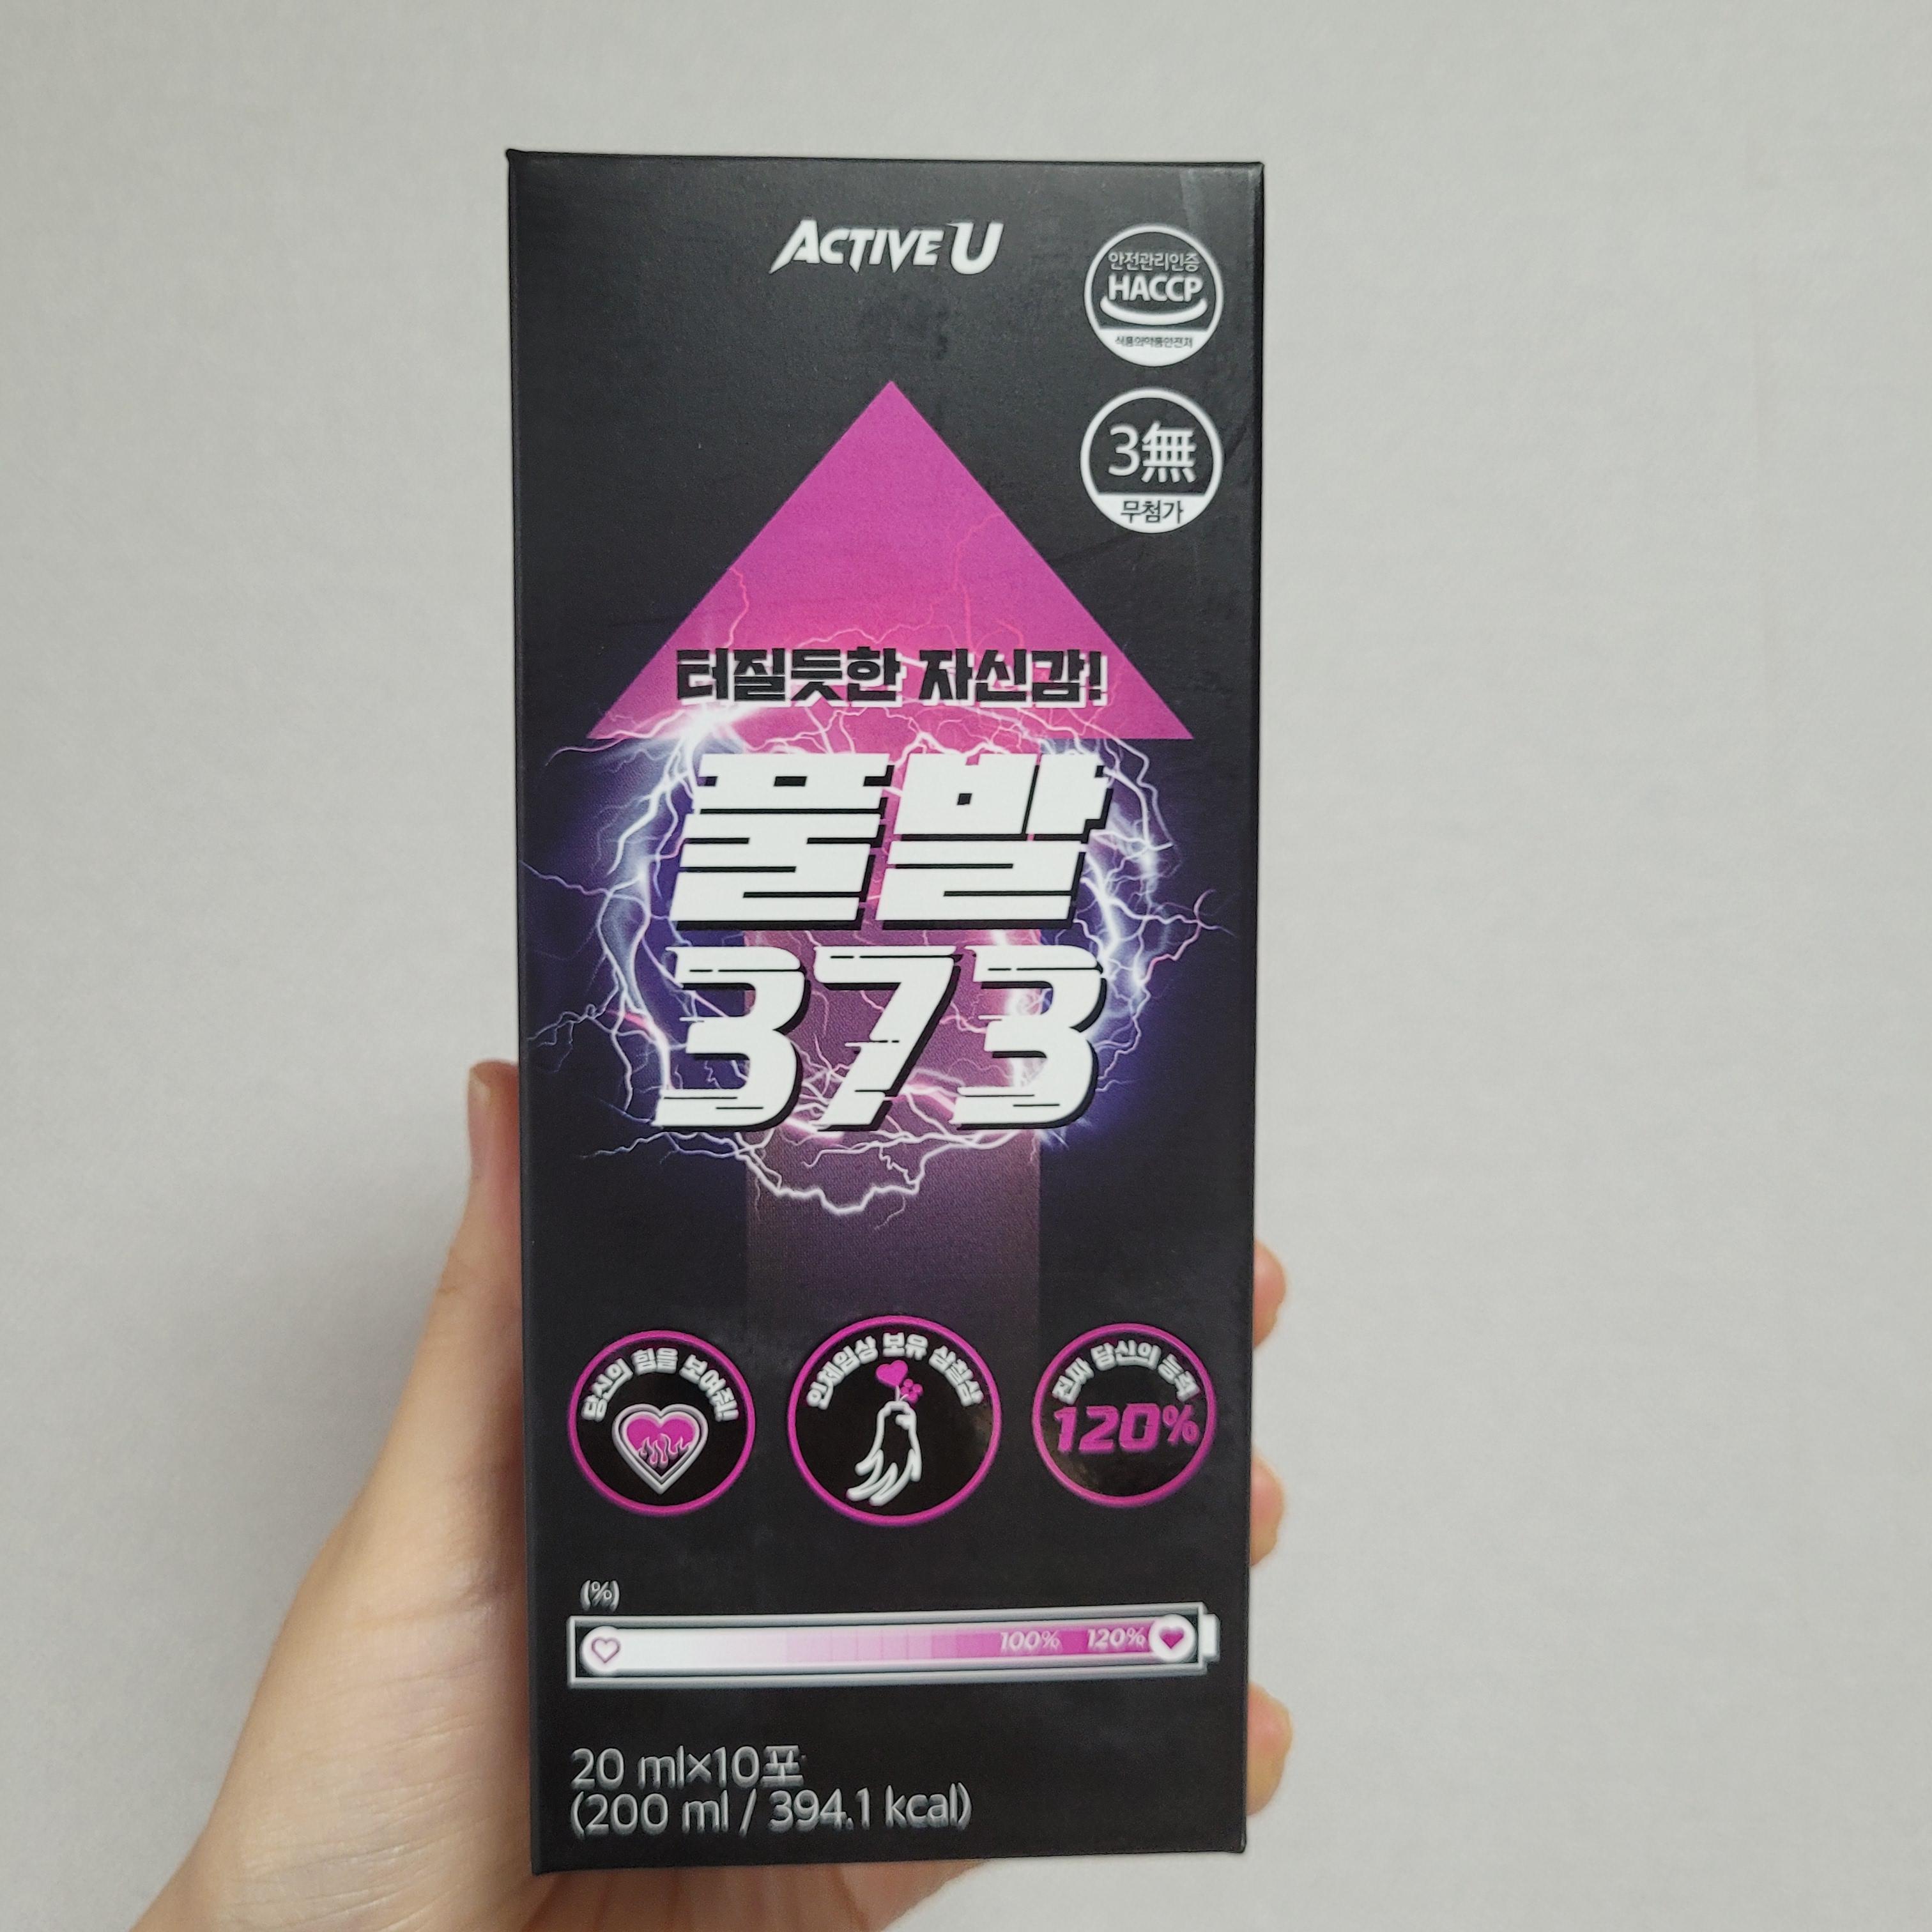 ACTIVE U
안전관리인증
HACCP
식품의약품안전처
3無
무첨가
터질듯한 자신감!
풀발
373
당신의 힘을 보여줘!
인체임상 보유 삼칠삼
진짜 당신의 능력
120%
(%)
100% 120%
20 ml×10포
(200 ml / 394.1 kcal)